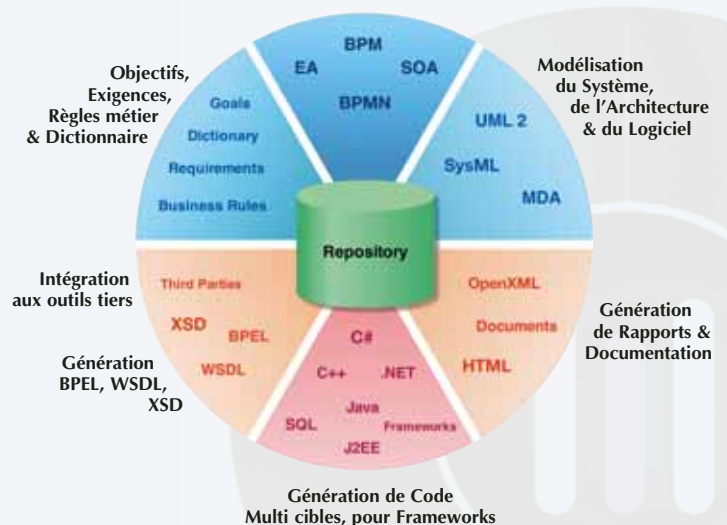 BPM
EA
SOA
BPMN
Objectifs,
Exigences,
Règles métier
& Dictionnaire
Goals
Dictionary
Requirements
Business Rules
Modélisation
du Système,
de l'Architecture
& du Logiciel
UML 2
SysML
MDA
Repository
Intégration
aux outils tiers
Génération
BPEL, WSDL,
XSD
Third Parties
XSD
BPEL
WSDL
C#
C++
.NET
Java
SQL
Frameworks
J2EE
OpenXML
Documents
HTML
Génération
de Rapports &
Documentation
Génération de Code
Multi cibles, pour Frameworks